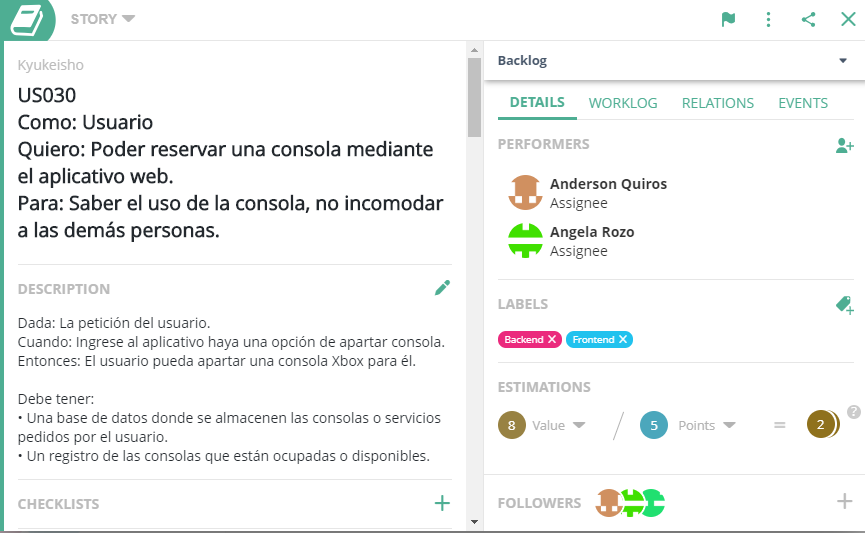 STORY
Kyukeisho
US030
Como: Usuario
Quiero: Poder reservar una consola mediante
el aplicativo web.
Para: Saber el uso de la consola, no incomodar
a las demás personas.
DESCRIPTION
Dada: La petición del usuario.
Cuando: Ingrese al aplicativo haya una opción de apartar consola.
Entonces: El usuario pueda apartar una consola Xbox para él.
Debe tener:
• Una base de datos donde se almacenen las consolas o servicios
pedidos por el usuario.
• Un registro de las consolas que están ocupadas o disponibles.
CHECKLISTS
Backlog
DETAILS WORKLOG RELATIONS EVENTS
PERFORMERS
Anderson Quiros
Assignee
Angela Rozo
Assignee
LABELS
Backend X Frontend X
ESTIMATIONS
8 Value / 5 Points = 2 ?
FOLLOWERS